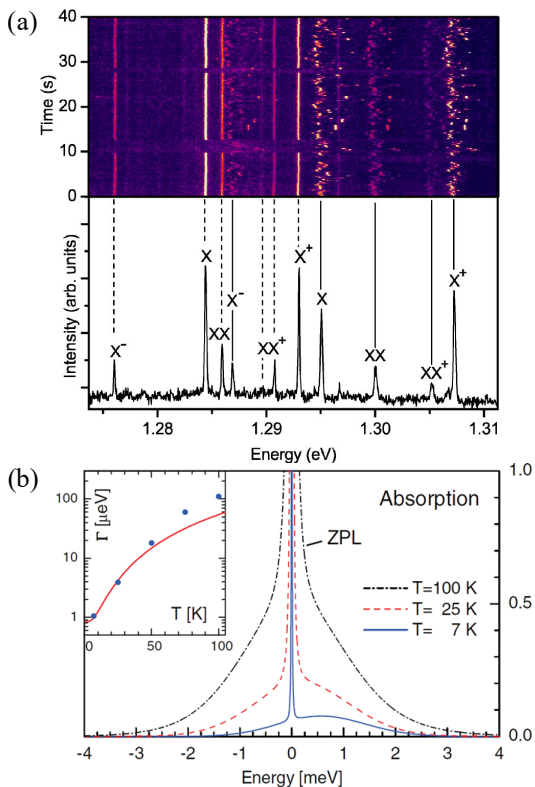 (a)
Time (s)
40
30
20
10
0
Intensity (arb. units)
X⁻
X
XX
X⁻
XX⁺
X⁺
X
XX
XX⁺
X⁺
1.28 1.29 1.30 1.31
Energy (eV)
(b)
Γ [μeV]
100
10
1
T [K]
0 50 100
Absorption
ZPL
T=100 K
T= 25 K
T= 7 K
1.0
0.5
0.0
-4 -3 -2 -1 0 1 2 3 4
Energy [meV]